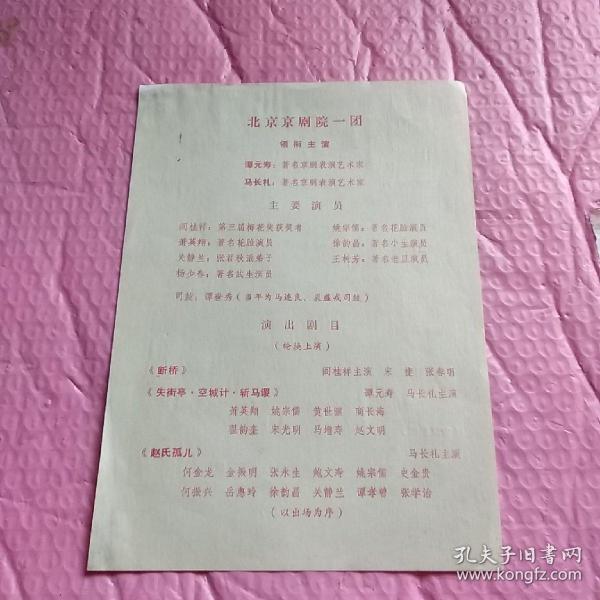 北京京剧院一团
领衔主演
谭元寿：著名京剧表演艺术家
马长礼：著名京剧表演艺术家
主要演员
阎桂祥：第三届梅花奖获奖者 姚宗儒：著名花脸演员
萧英翔：著名花脸演员 徐韵昌：著名小生演员
关静兰：张君秋派弟子 王树芳：著名老旦演员
杨少春：著名武生演员
司鼓：谭世秀（当年为马连良、裘盛戎司鼓）
演出剧目
（轮换上演）
《断桥》 阎桂祥主演 宋捷 张春明
《失街亭·空城计·斩马谡》 谭元寿 马长礼主演
萧英翔 姚宗儒 黄世骧 商长海
翟韵奎 宋光明 马增寿 赵文明
《赵氏孤儿》 马长礼主演
何金龙 金振明 张永生 鲍文寿 姚宗儒 史金贵
何振兴 岳惠玲 徐韵昌 关静兰 谭孝曾 张学治
（以出场为序）
孔夫子旧书网
www.kongfz.com